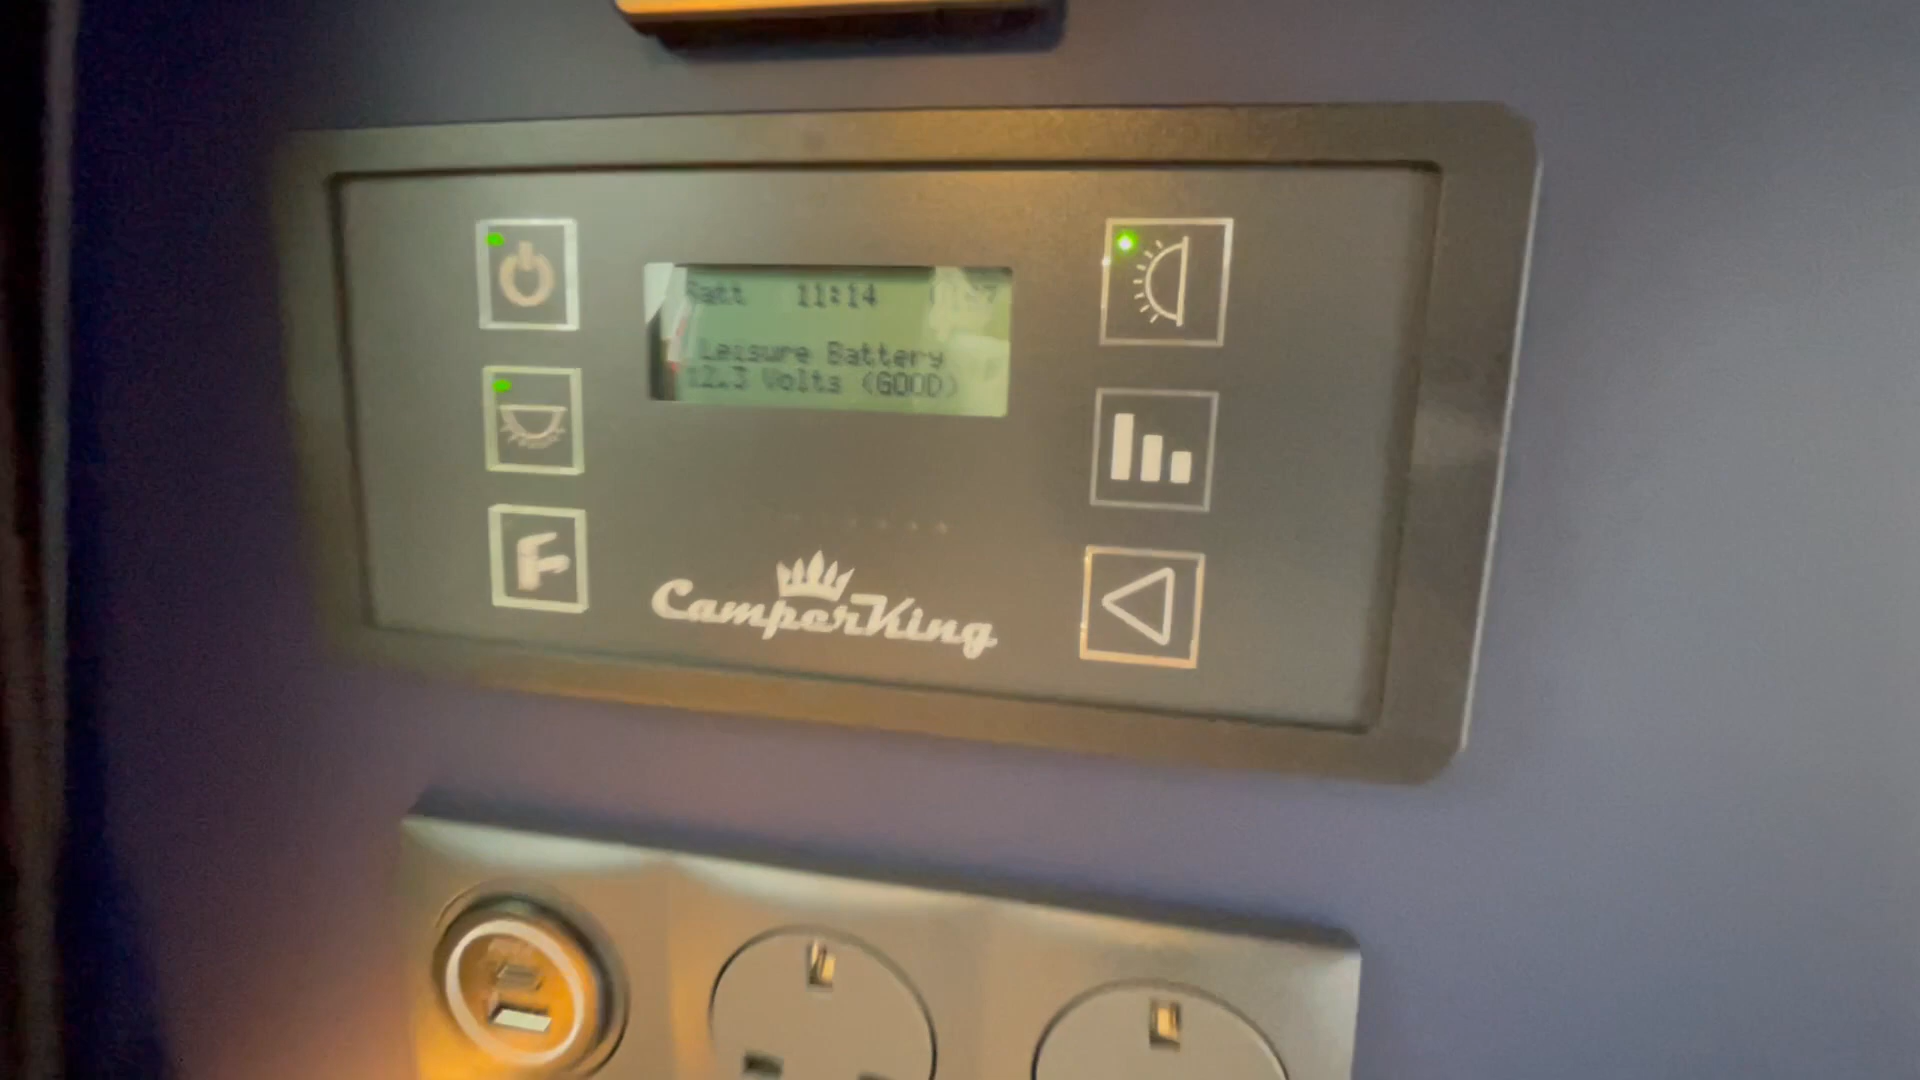 Batt 11:14
Leisure Battery
12.3 Volts (GOOD)
CamperKing